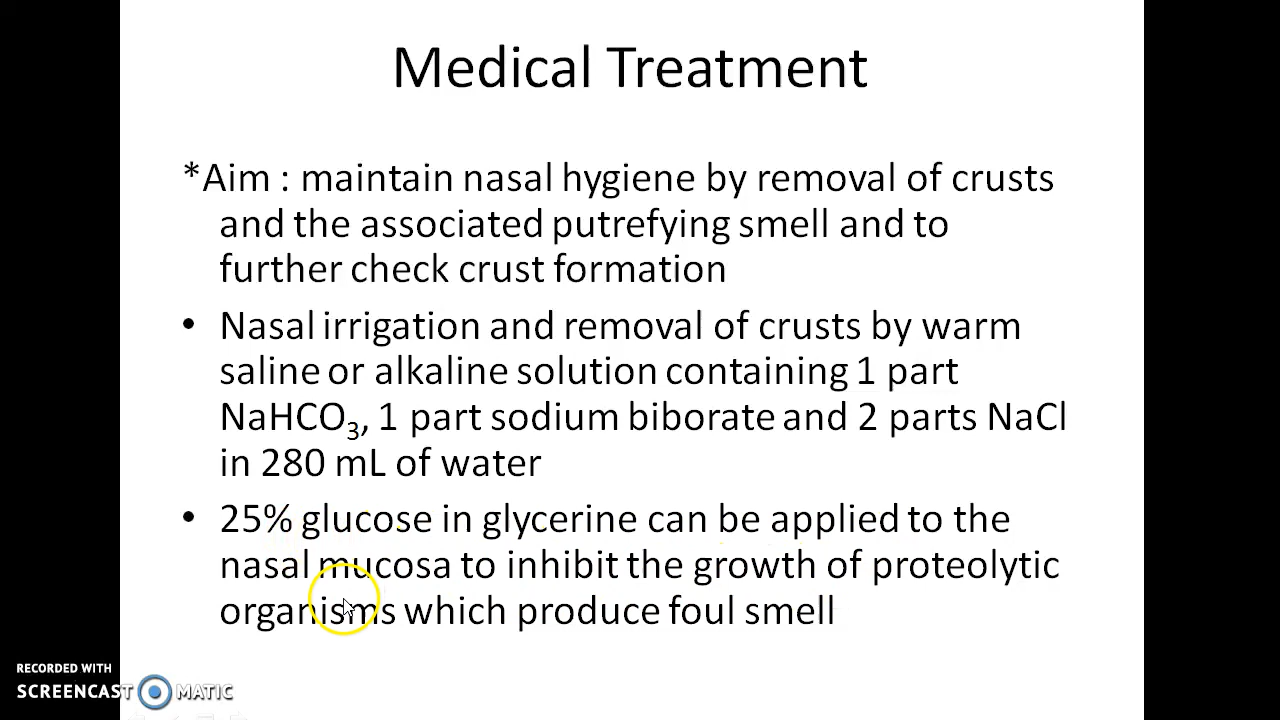 Medical Treatment
*Aim : maintain nasal hygiene by removal of crusts
and the associated putrefying smell and to
further check crust formation
• Nasal irrigation and removal of crusts by warm
saline or alkaline solution containing 1 part
NaHCO₃, 1 part sodium biborate and 2 parts NaCl
in 280 mL of water
• 25% glucose in glycerine can be applied to the
nasal mucosa to inhibit the growth of proteolytic
organisms which produce foul smell
RECORDED WITH
SCREENCAST MATIC